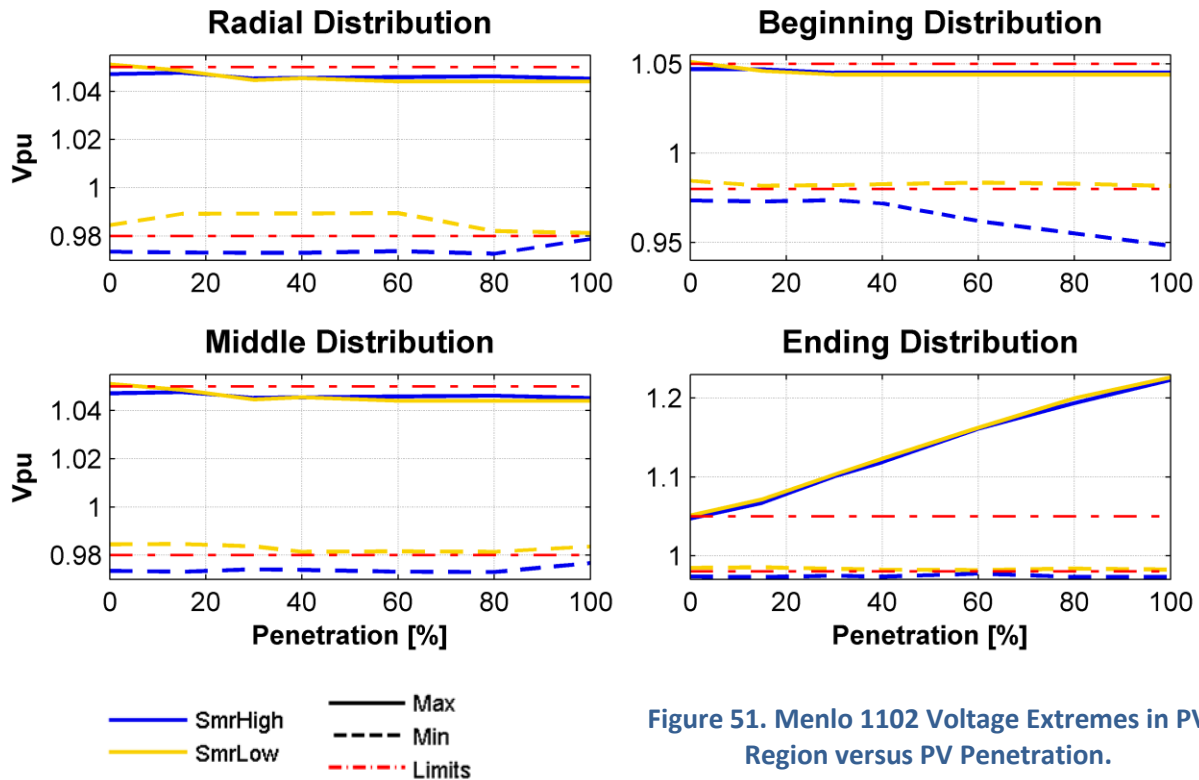 Radial Distribution
Vpu
1.04
1.02
1
0.98
0 20 40 60 80 100
Beginning Distribution
1.05
1
0.95
0 20 40 60 80 100
Middle Distribution
Vpu
1.04
1.02
1
0.98
0 20 40 60 80 100
Penetration [%]
Ending Distribution
1.2
1.1
1
0 20 40 60 80 100
Penetration [%]
SmrHigh
SmrLow
Max
Min
Limits
Figure 51. Menlo 1102 Voltage Extremes in PV
Region versus PV Penetration.